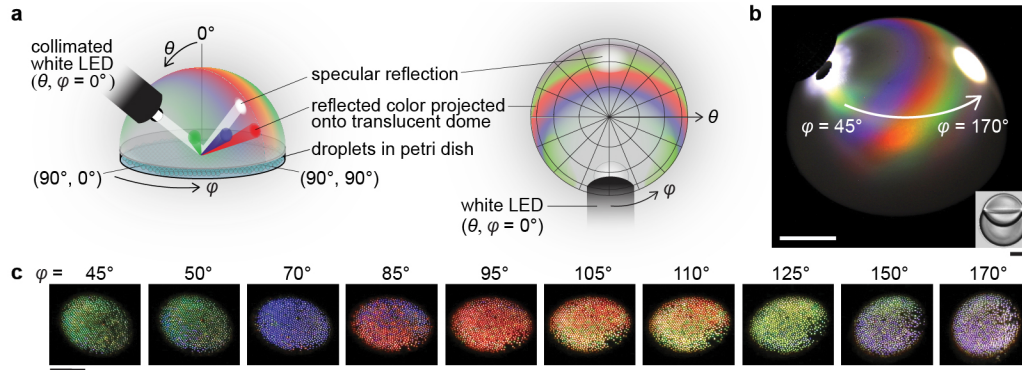 a
0°
θ
collimated
white LED
(θ, φ = 0°)
specular reflection
reflected color projected
onto translucent dome
droplets in petri dish
(90°, 0°)
φ
(90°, 90°)
θ
φ
white LED
(θ, φ = 0°)
b
φ = 45°
φ = 170°
c φ = 45° 50° 70° 85° 95° 105° 110° 125° 150° 170°